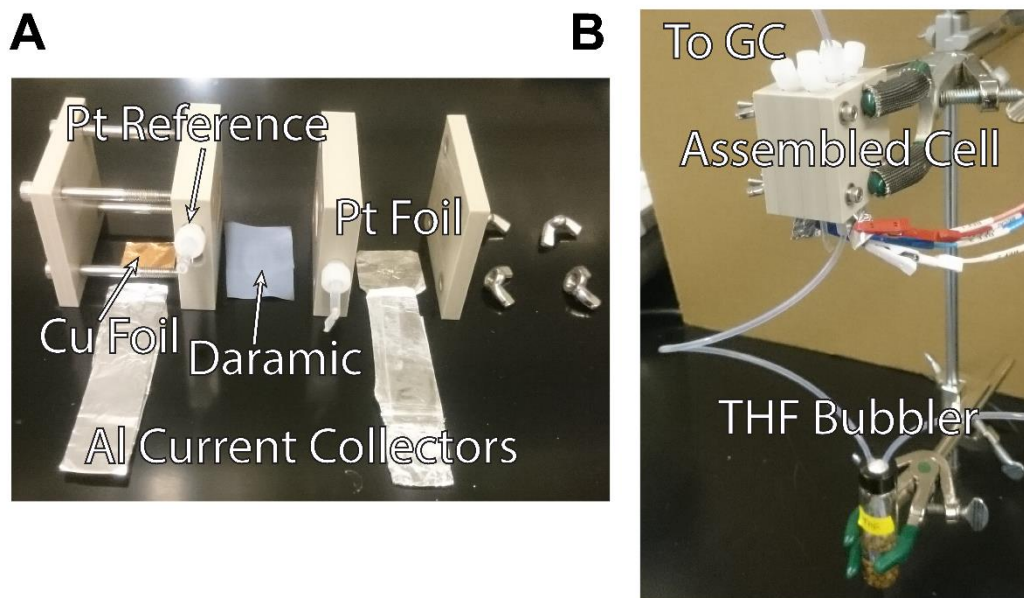 A
B
Pt Reference
Pt Foil
Cu Foil
Daramic
Al Current Collectors
To GC
Assembled Cell
THF Bubbler